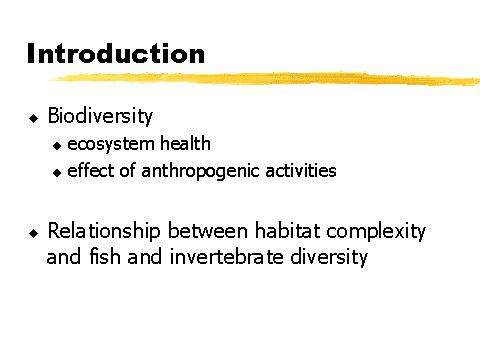 Introduction
Biodiversity
ecosystem health
effect of anthropogenic activities
Relationship between habitat complexity
and fish and invertebrate diversity